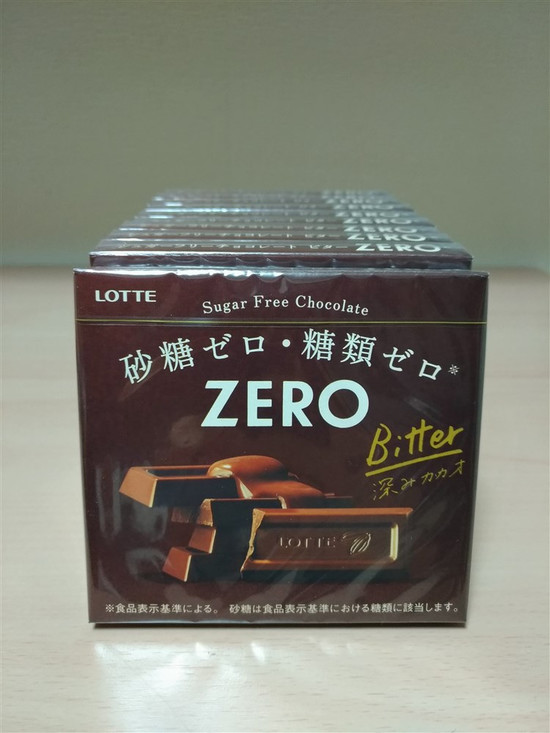 ZERO
ZERO
ZERO
ZERO
LOTTE
Sugar Free Chocolate
砂糖ゼロ・糖類ゼロ※
ZERO
Bitter
深みカカオ
LOTTE
※食品表示基準による。 砂糖は食品表示基準における糖類に該当します。